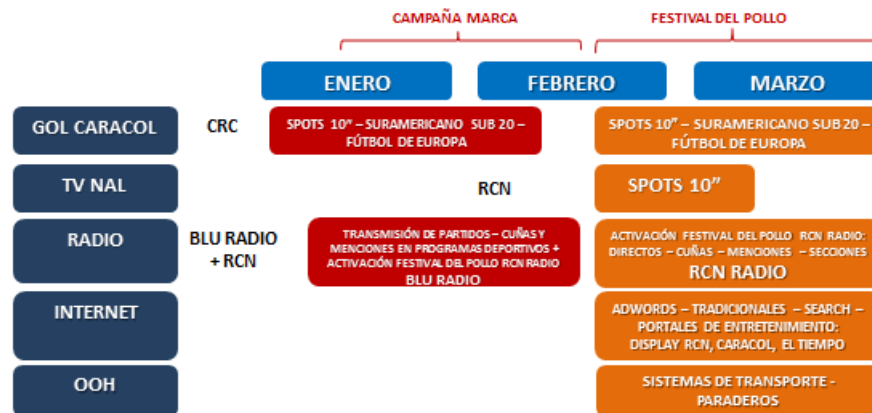 CAMPAÑA MARCA
FESTIVAL DEL POLLO
ENERO
FEBRERO
MARZO
GOL CARACOL
CRC
SPOTS 10” – SURAMERICANO SUB 20 –
FÚTBOL DE EUROPA
SPOTS 10” – SURAMERICANO SUB 20 –
FÚTBOL DE EUROPA
TV NAL
RCN
SPOTS 10”
RADIO
BLU RADIO
+ RCN
TRANSMISIÓN DE PARTIDOS – CUÑAS Y
MENCIONES EN PROGRAMAS DEPORTIVOS +
ACTIVACIÓN FESTIVAL DEL POLLO RCN RADIO
BLU RADIO
ACTIVACIÓN FESTIVAL DEL POLLO RCN RADIO:
DIRECTOS – CUÑAS – MENCIONES – SECCIONES
RCN RADIO
INTERNET
ADWORDS – TRADICIONALES – SEARCH –
PORTALES DE ENTRETENIMIENTO:
DISPLAY RCN, CARACOL, EL TIEMPO
OOH
SISTEMAS DE TRANSPORTE -
PARADEROS